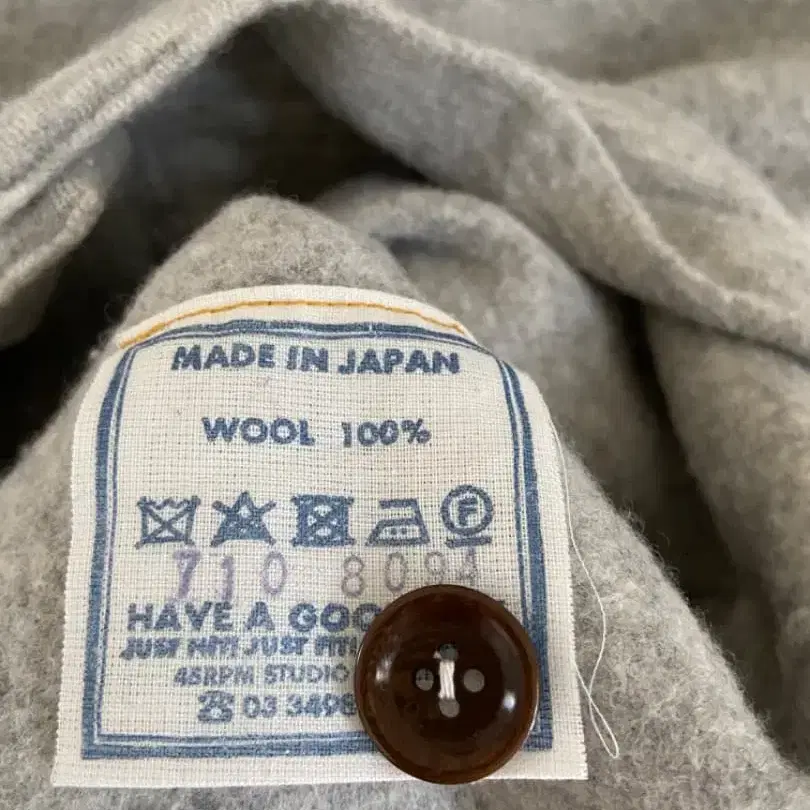 MADE IN JAPAN
WOOL 100%
F
710 8094
HAVE A GOO
JUST HIT! JUST FIT!
45RPM STUDIO
03 3498